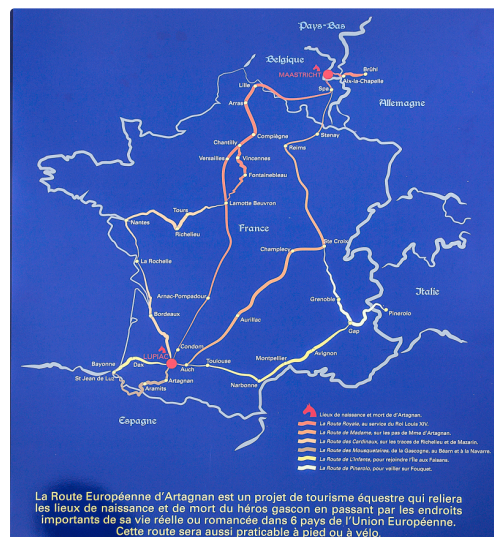 Pays-Bas
Belgique
MAASTRICHT
Brühl
Aix-la-Chapelle
Spa
Lille
Allemagne
Arras
Compiègne
Stenay
Chantilly
Reims
Versailles
Vincennes
Fontainebleau
Lamotte Beuvron
Tours
Nantes
Richelieu
France
Ste Croix
Champlecy
La Rochelle
Italie
Arnac-Pompadour
Grenoble
Pinerolo
Bordeaux
Aurillac
Gap
Condom
LUPIAC
Avignon
Montpellier
Bayonne
Dax
Auch
Toulouse
St Jean de Luz
Artagnan
Narbonne
Aramits
Espagne
Lieux de naissance et mort de d'Artagnan.
La Route Royale, au service du Roi Louis XIV.
La Route de Madame, sur les pas de Mme d'Artagnan.
La Route des Cardinaux, sur les traces de Richelieu et de Mazarin.
La Route des Mousquetaires, de la Gascogne, au Béarn et à la Navarre.
La Route de L'Infante, pour rejoindre l'Île aux Faisans.
La Route de Pinerolo, pour veiller sur Fouquet.
La Route Européenne d'Artagnan est un projet de tourisme équestre qui reliera
les lieux de naissance et de mort du héros gascon en passant par les endroits
importants de sa vie réelle ou romancée dans 6 pays de l'Union Européenne.
Cette route sera aussi praticable à pied ou à vélo.